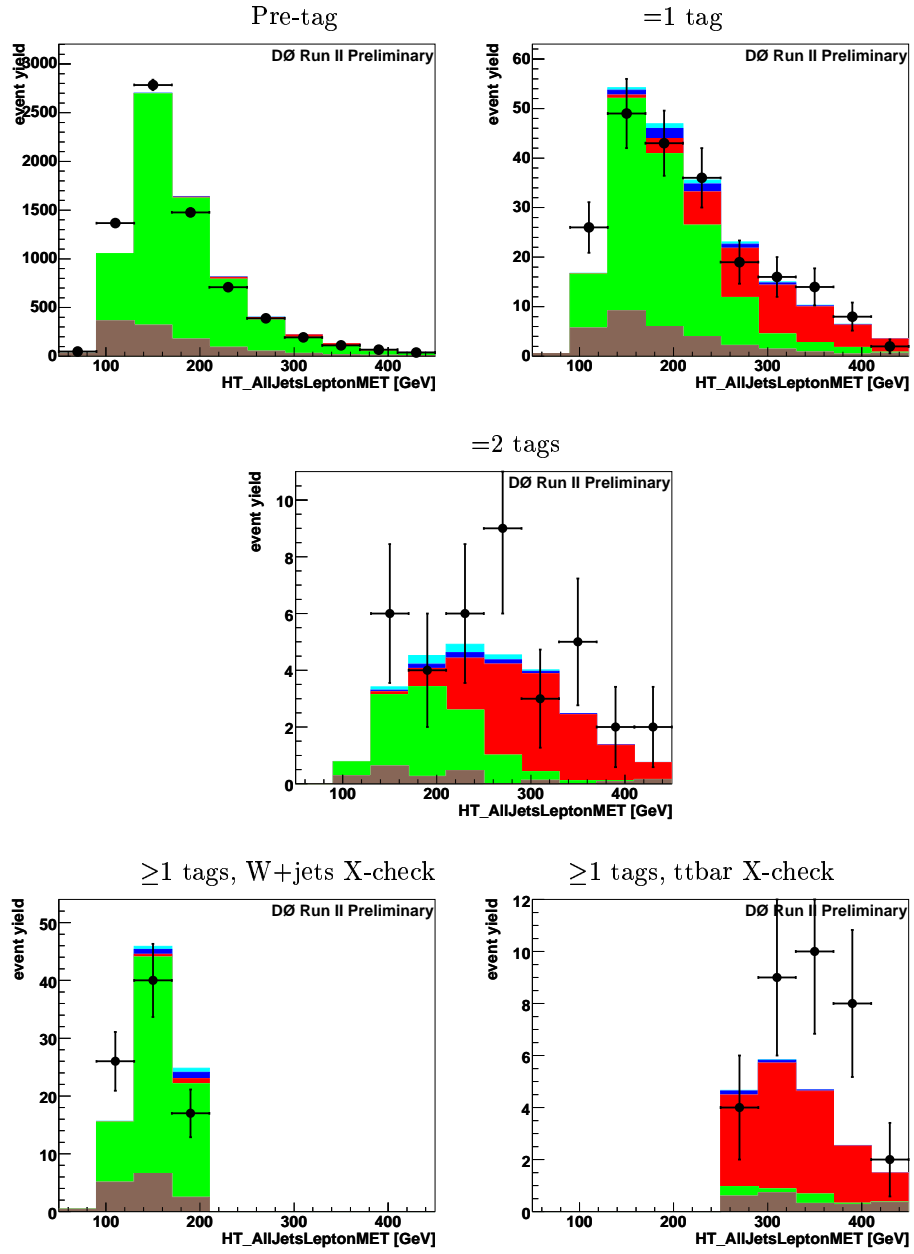 Pre-tag
=1 tag
event yield
DØ Run II Preliminary
3000
2500
2000
1500
1000
500
0
100 200 300 400
HT_AllJetsLeptonMET [GeV]
event yield
DØ Run II Preliminary
60
50
40
30
20
10
0
100 200 300 400
HT_AllJetsLeptonMET [GeV]
=2 tags
event yield
DØ Run II Preliminary
10
8
6
4
2
0
100 200 300 400
HT_AllJetsLeptonMET [GeV]
≥1 tags, W+jets X-check
≥1 tags, ttbar X-check
event yield
DØ Run II Preliminary
50
40
30
20
10
0
100 200 300 400
HT_AllJetsLeptonMET [GeV]
event yield
DØ Run II Preliminary
12
10
8
6
4
2
0
100 200 300 400
HT_AllJetsLeptonMET [GeV]